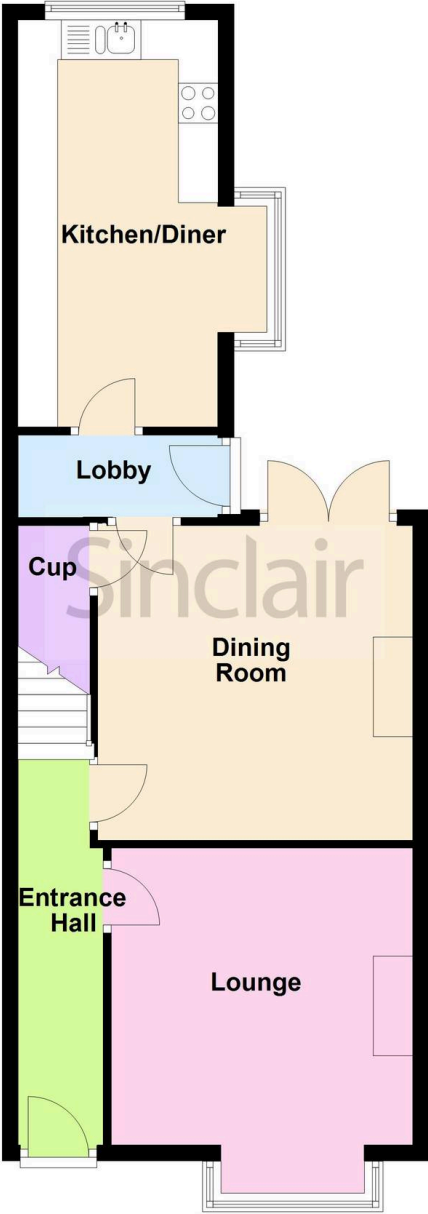 Kitchen/Diner
Lobby
Cup
Sinclair
Dining
Room
Entrance
Hall
Lounge